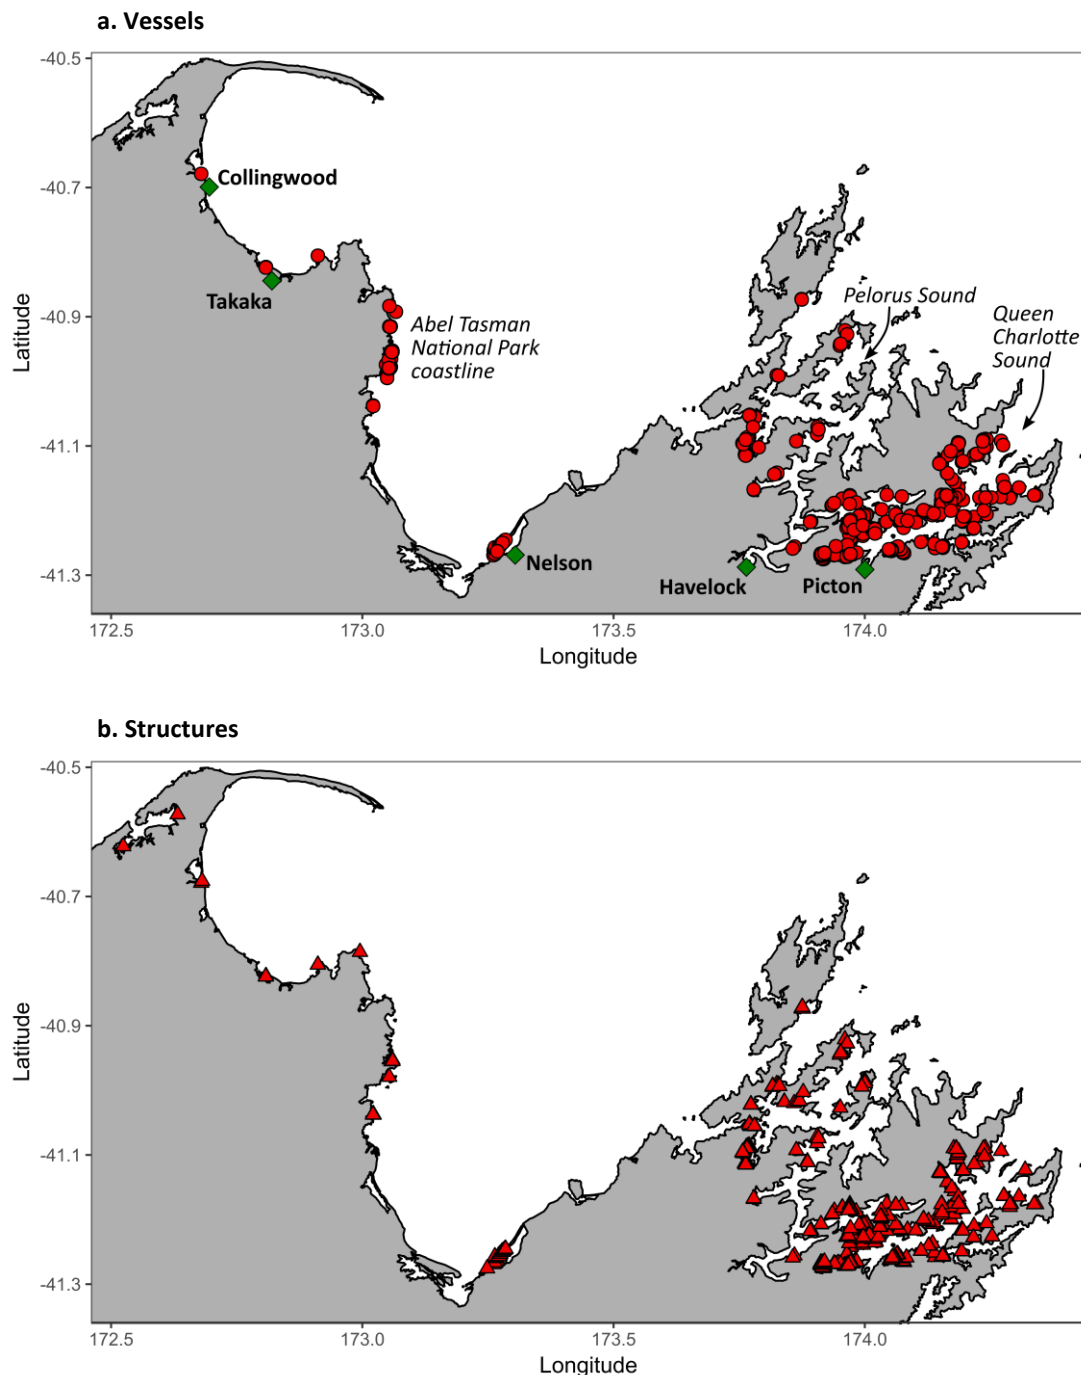 a. Vessels
-40.5
-40.7
-40.9
-41.1
-41.3
Latitude
Collingwood
Takaka
Abel Tasman
National Park
coastline
Pelorus Sound
Queen
Charlotte
Sound
Nelson
Havelock
Picton
172.5
173.0
173.5
174.0
Longitude
b. Structures
-40.5
-40.7
-40.9
-41.1
-41.3
Latitude
172.5
173.0
173.5
174.0
Longitude